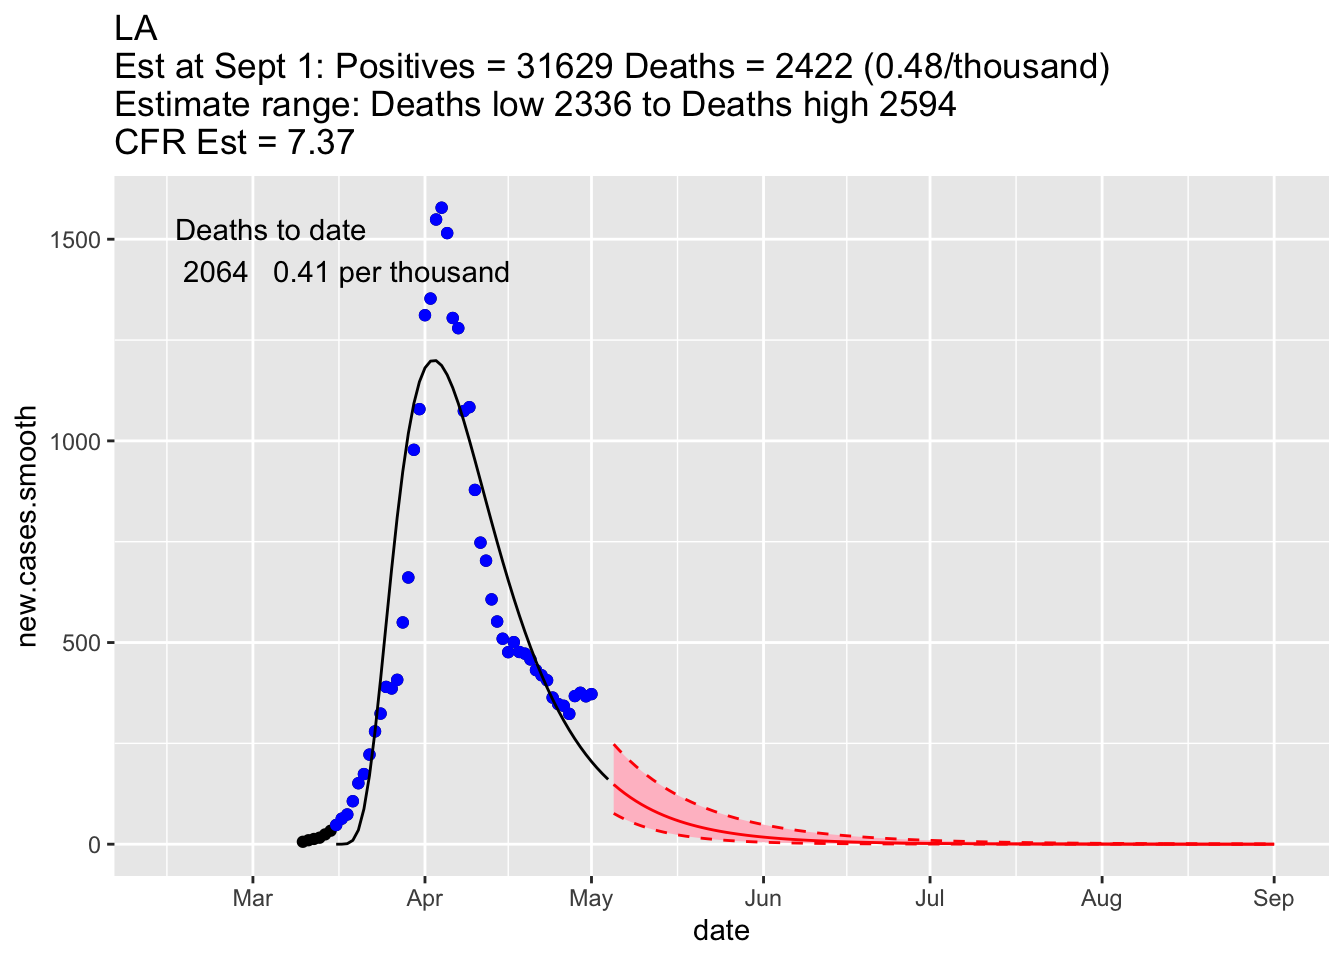 LA
Est at Sept 1: Positives = 31629 Deaths = 2422 (0.48/thousand)
Estimate range: Deaths low 2336 to Deaths high 2594
CFR Est = 7.37
Deaths to date
2064 0.41 per thousand
1500
1000
500
0
new.cases.smooth
Mar Apr May Jun Jul Aug Sep
date